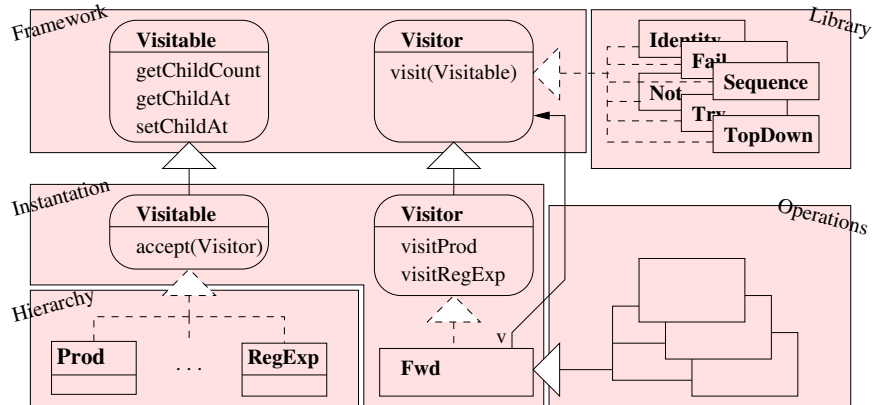 Framework
Visitable
getChildCount
getChildAt
setChildAt
Visitor
visit(Visitable)
Library
Identity
Fail
Sequence
Not
Try
TopDown
Instantation
Visitable
accept(Visitor)
Visitor
visitProd
visitRegExp
Operations
Hierarchy
Prod
. . .
RegExp
Fwd
v